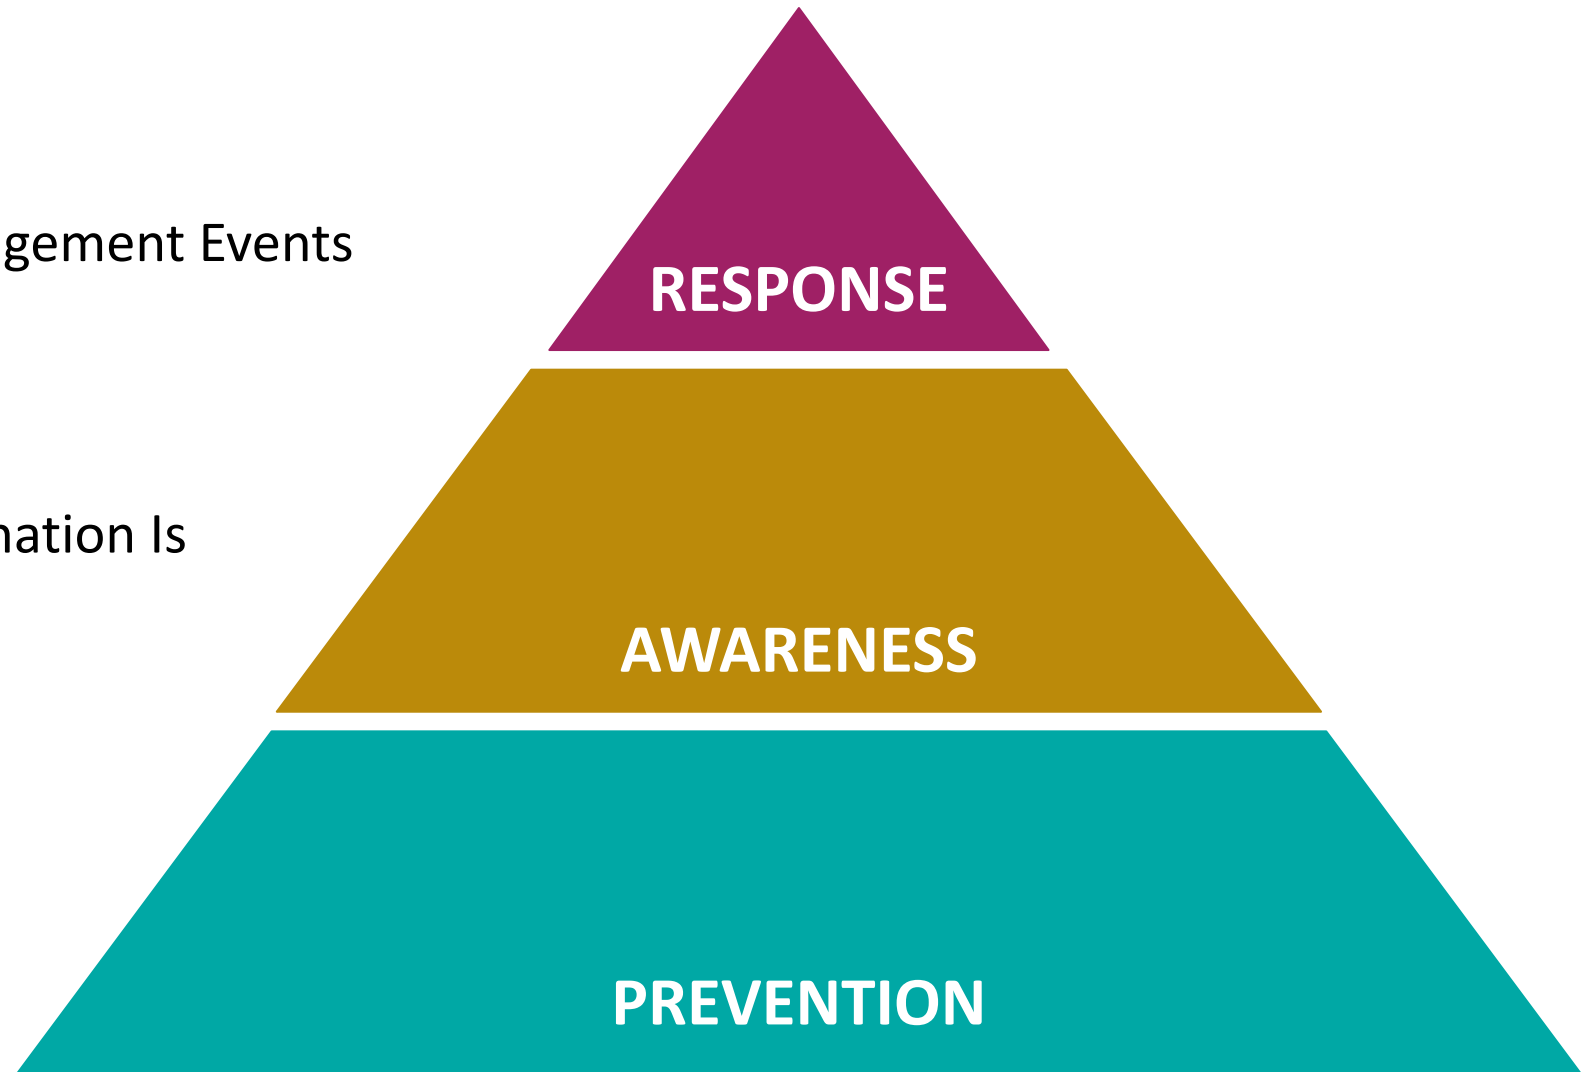 gement Events
RESPONSE
nation Is
AWARENESS
PREVENTION